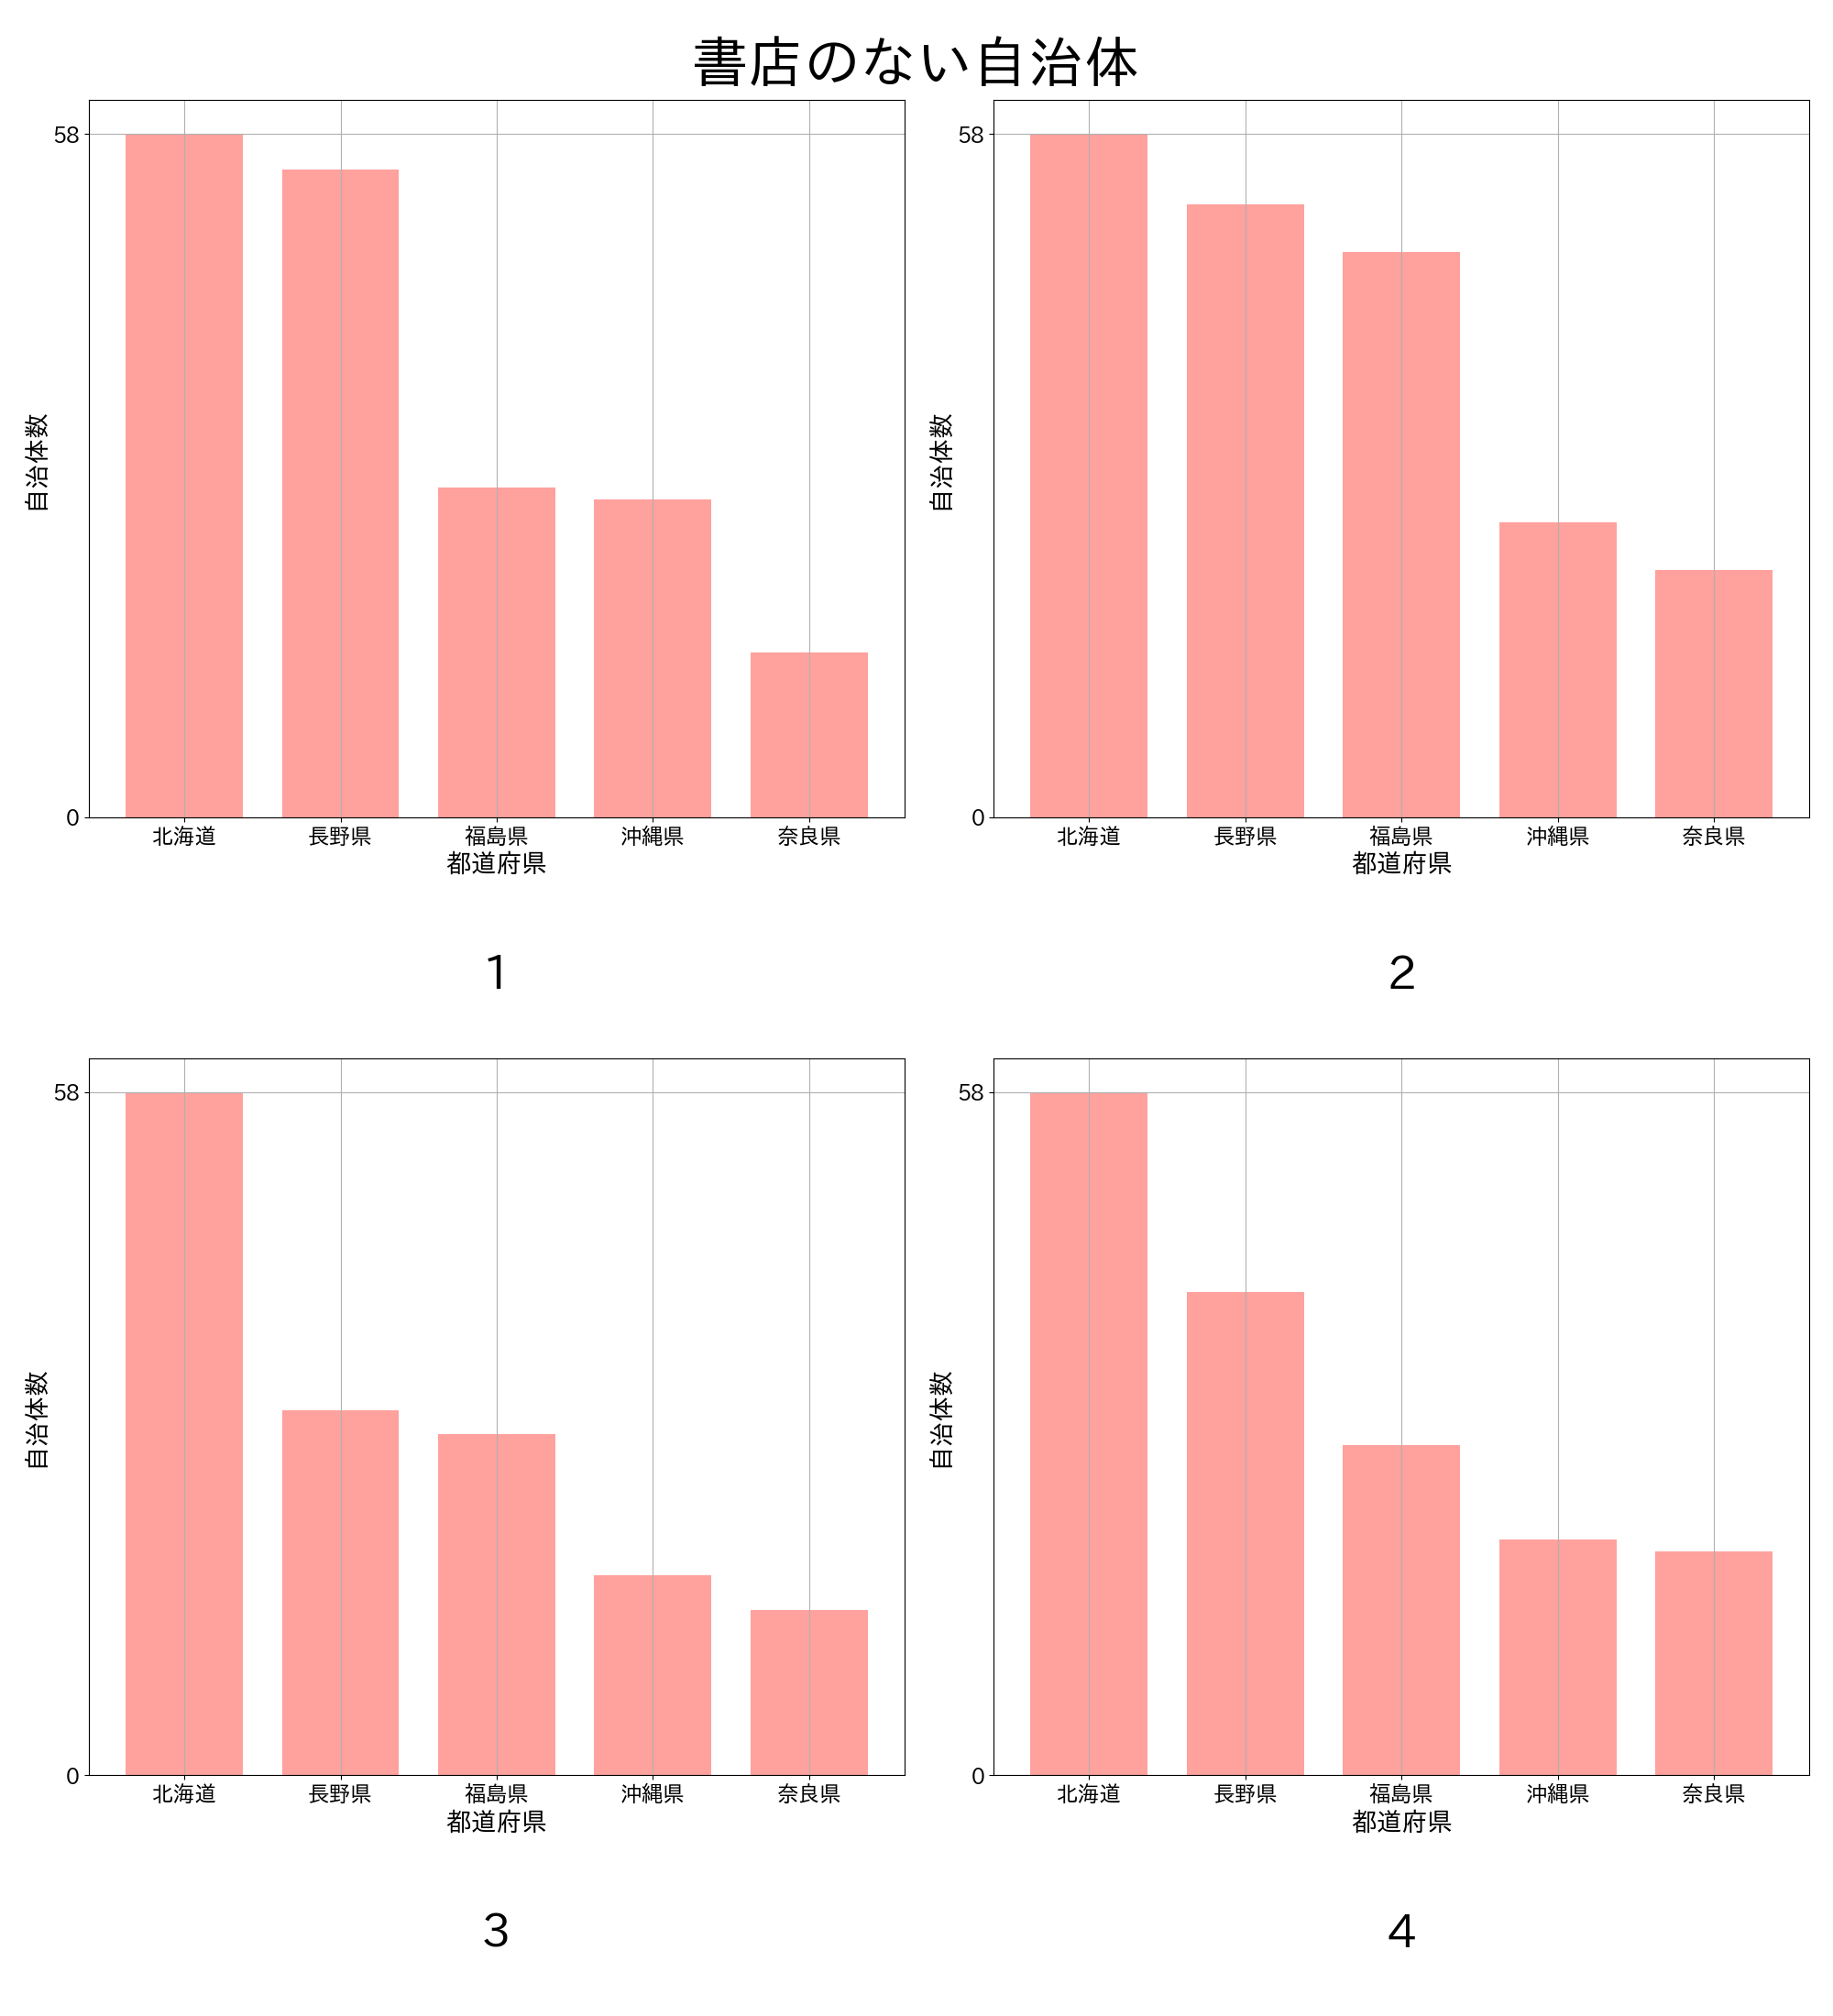 書店のない自治体
58
0
自治体数
北海道 長野県 福島県 沖縄県 奈良県
都道府県
1
58
0
自治体数
北海道 長野県 福島県 沖縄県 奈良県
都道府県
2
58
0
自治体数
北海道 長野県 福島県 沖縄県 奈良県
都道府県
3
58
0
自治体数
北海道 長野県 福島県 沖縄県 奈良県
都道府県
4